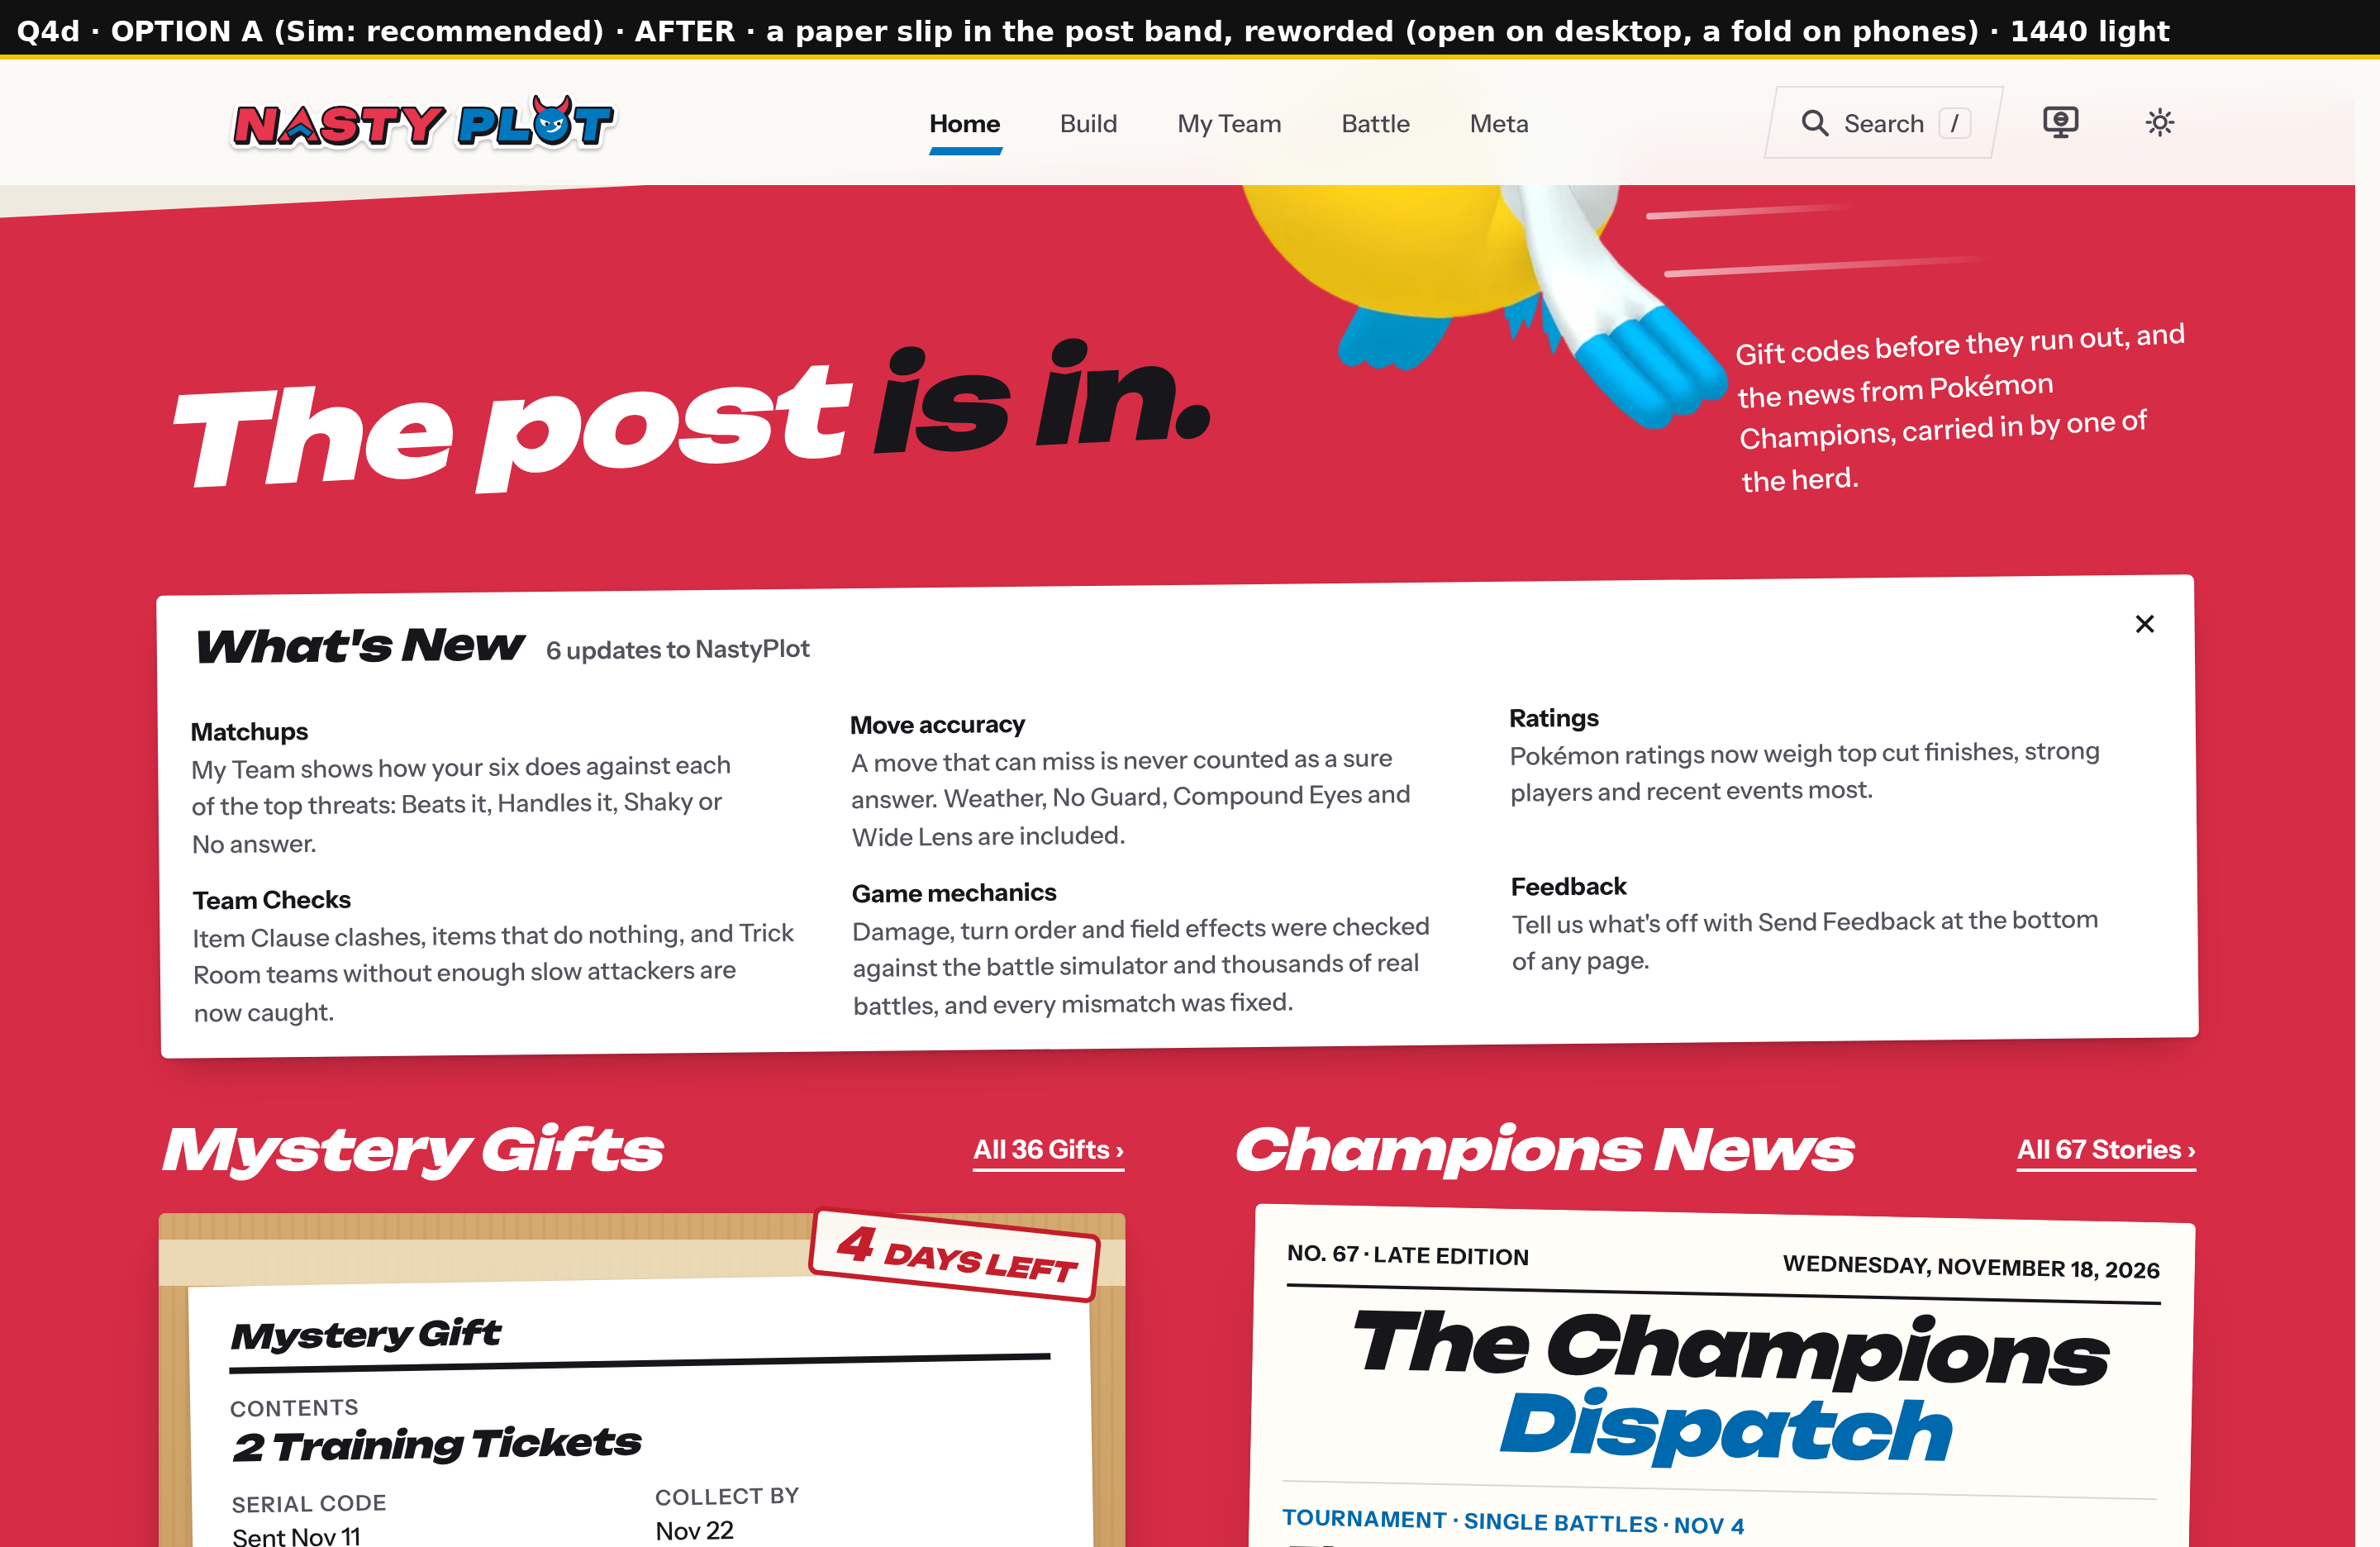 Q4d · OPTION A (Sim: recommended) · AFTER · a paper slip in the post band, reworded (open on desktop, a fold on phones) · 1440 light
NASTY PLOT
Home
Build
My Team
Battle
Meta
Search /
The post is in.
Gift codes before they run out, and
the news from Pokémon
Champions, carried in by one of
the herd.
What's New 6 updates to NastyPlot
×
Matchups
My Team shows how your six does against each
of the top threats: Beats it, Handles it, Shaky or
No answer.
Move accuracy
A move that can miss is never counted as a sure
answer. Weather, No Guard, Compound Eyes and
Wide Lens are included.
Ratings
Pokémon ratings now weigh top cut finishes, strong
players and recent events most.
Team Checks
Item Clause clashes, items that do nothing, and Trick
Room teams without enough slow attackers are
now caught.
Game mechanics
Damage, turn order and field effects were checked
against the battle simulator and thousands of real
battles, and every mismatch was fixed.
Feedback
Tell us what's off with Send Feedback at the bottom
of any page.
Mystery Gifts
All 36 Gifts ›
4 DAYS LEFT
Mystery Gift
CONTENTS
2 Training Tickets
SERIAL CODE
Sent Nov 11
COLLECT BY
Nov 22
Champions News
All 67 Stories ›
NO. 67 · LATE EDITION
WEDNESDAY, NOVEMBER 18, 2026
The Champions
Dispatch
TOURNAMENT · SINGLE BATTLES · NOV 4